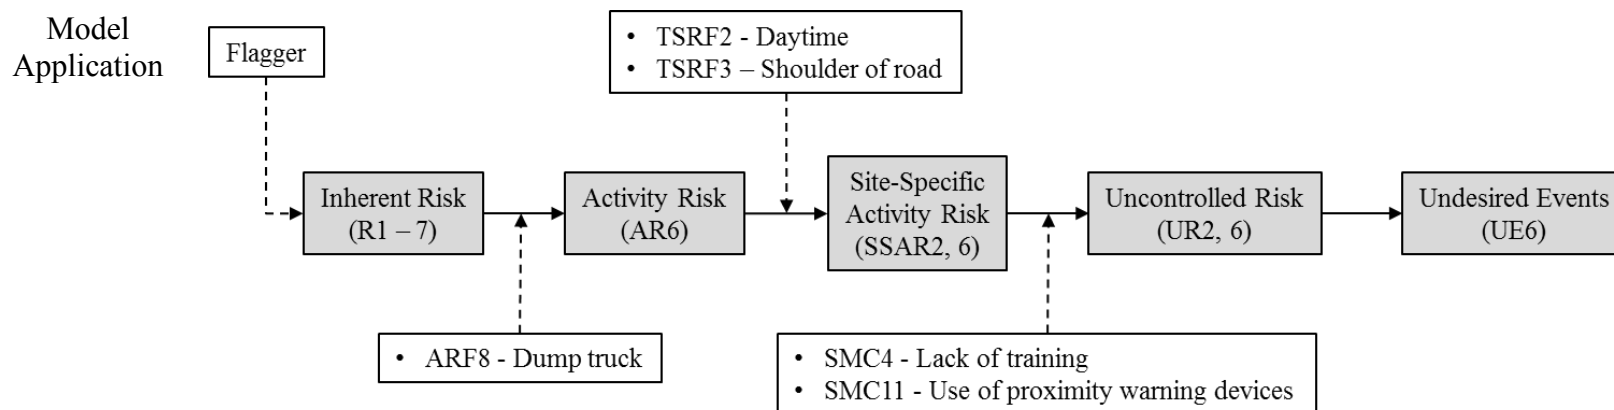 Model
Application
Flagger
• TSRF2 - Daytime
• TSRF3 – Shoulder of road
Inherent Risk
(R1 – 7)
Activity Risk
(AR6)
Site-Specific
Activity Risk
(SSAR2, 6)
Uncontrolled Risk
(UR2, 6)
Undesired Events
(UE6)
• ARF8 - Dump truck
• SMC4 - Lack of training
• SMC11 - Use of proximity warning devices